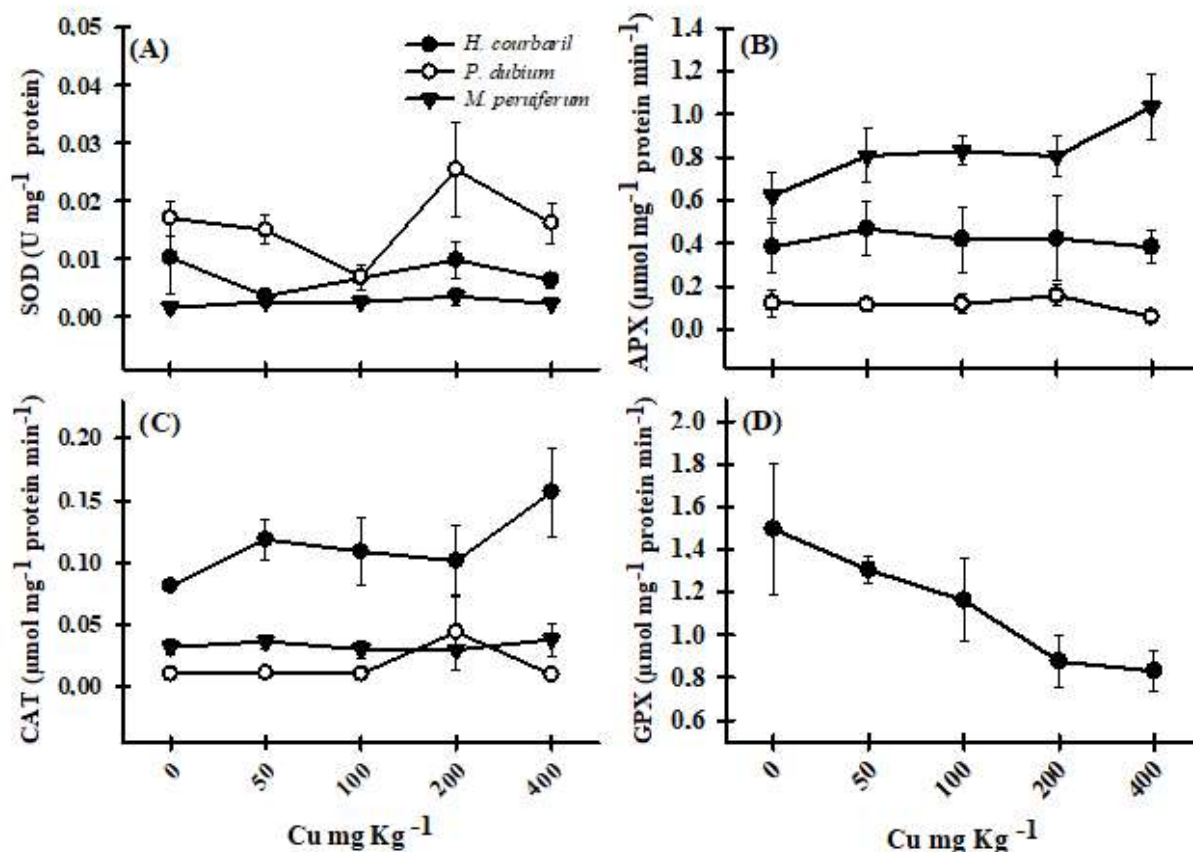 (A)
0.05
0.04
0.03
0.02
0.01
0.00
SOD (U mg-1 protein)
H. courbaril
P. dubium
M. peruiferum
(B)
1.4
1.2
1.0
0.8
0.6
0.4
0.2
0.0
APX (µmol mg-1 protein min-1)
(C)
0.20
0.15
0.10
0.05
0.00
CAT (µmol mg-1 protein min-1)
0 50 100 200 400
Cu mg Kg -1
(D)
2.0
1.8
1.6
1.4
1.2
1.0
0.8
0.6
GPX (µmol mg-1 protein min-1)
0 50 100 200 400
Cu mg Kg -1